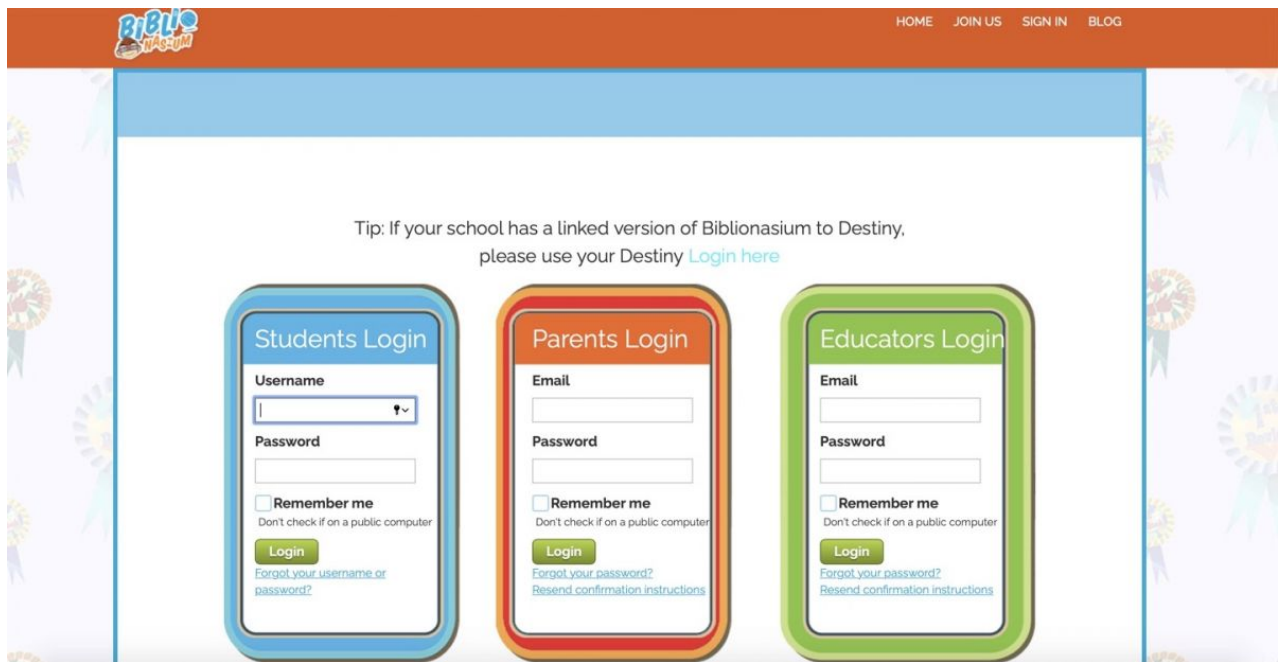 BIBLIO
NASIUM
HOME JOIN US SIGN IN BLOG
Tip: If your school has a linked version of Biblionasium to Destiny,
please use your Destiny Login here
Students Login
Username
Password
Remember me
Don't check if on a public computer
Login
Forgot your username or
password?
Parents Login
Email
Password
Remember me
Don't check if on a public computer
Login
Forgot your password?
Resend confirmation instructions
Educators Login
Email
Password
Remember me
Don't check if on a public computer
Login
Forgot your password?
Resend confirmation instructions